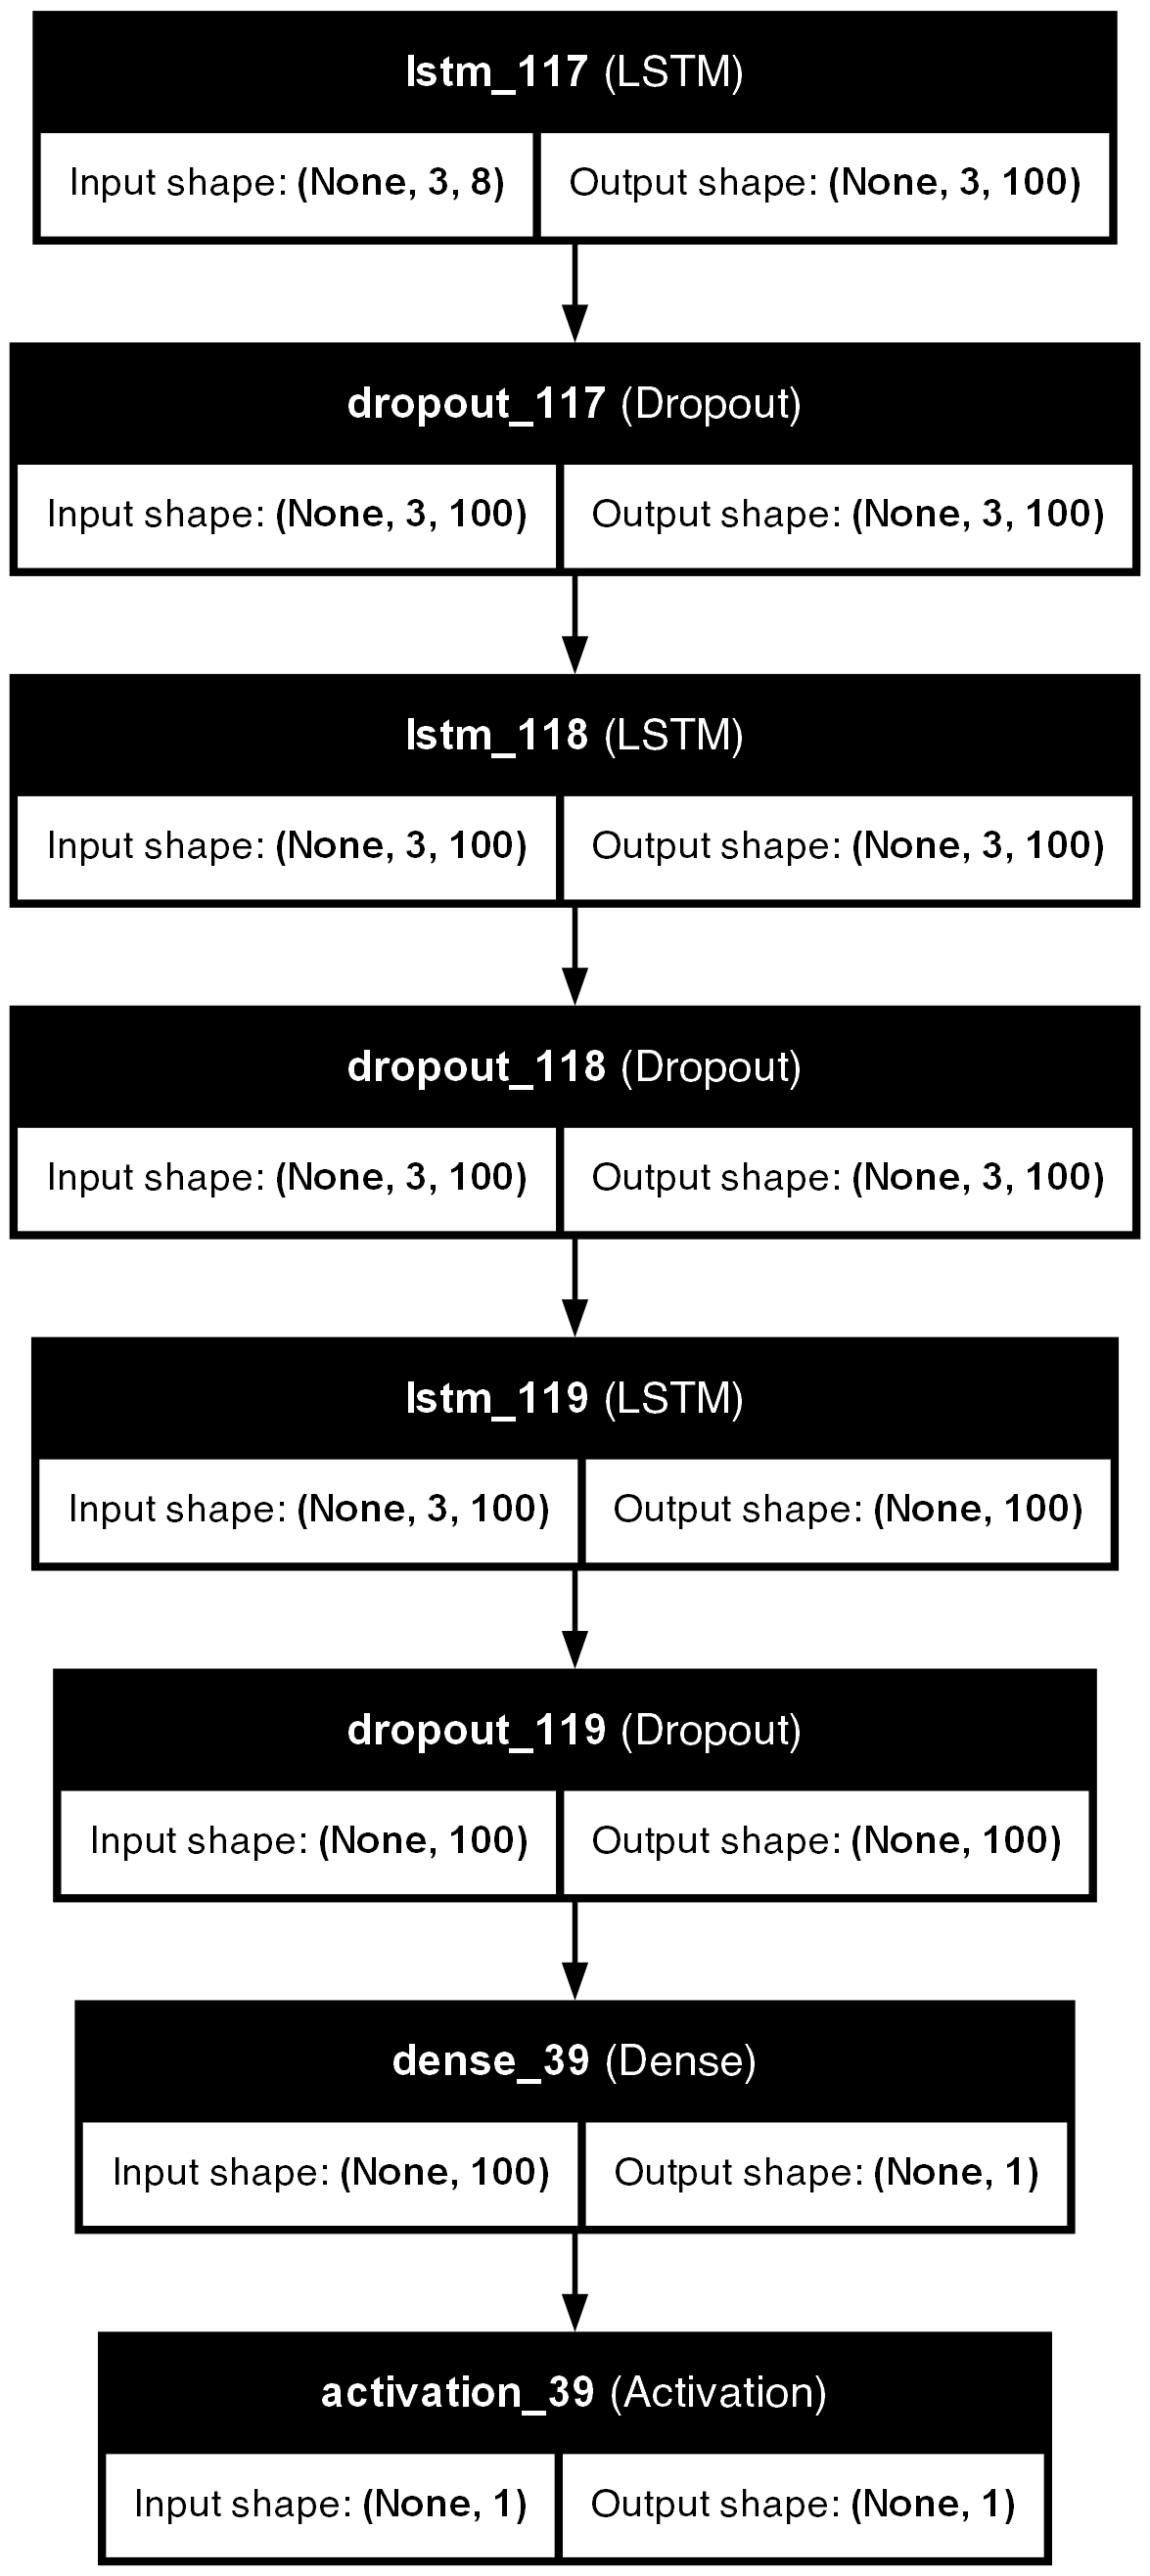 lstm_117 (LSTM)
Input shape: (None, 3, 8) Output shape: (None, 3, 100)
dropout_117 (Dropout)
Input shape: (None, 3, 100) Output shape: (None, 3, 100)
lstm_118 (LSTM)
Input shape: (None, 3, 100) Output shape: (None, 3, 100)
dropout_118 (Dropout)
Input shape: (None, 3, 100) Output shape: (None, 3, 100)
lstm_119 (LSTM)
Input shape: (None, 3, 100) Output shape: (None, 100)
dropout_119 (Dropout)
Input shape: (None, 100) Output shape: (None, 100)
dense_39 (Dense)
Input shape: (None, 100) Output shape: (None, 1)
activation_39 (Activation)
Input shape: (None, 1) Output shape: (None, 1)